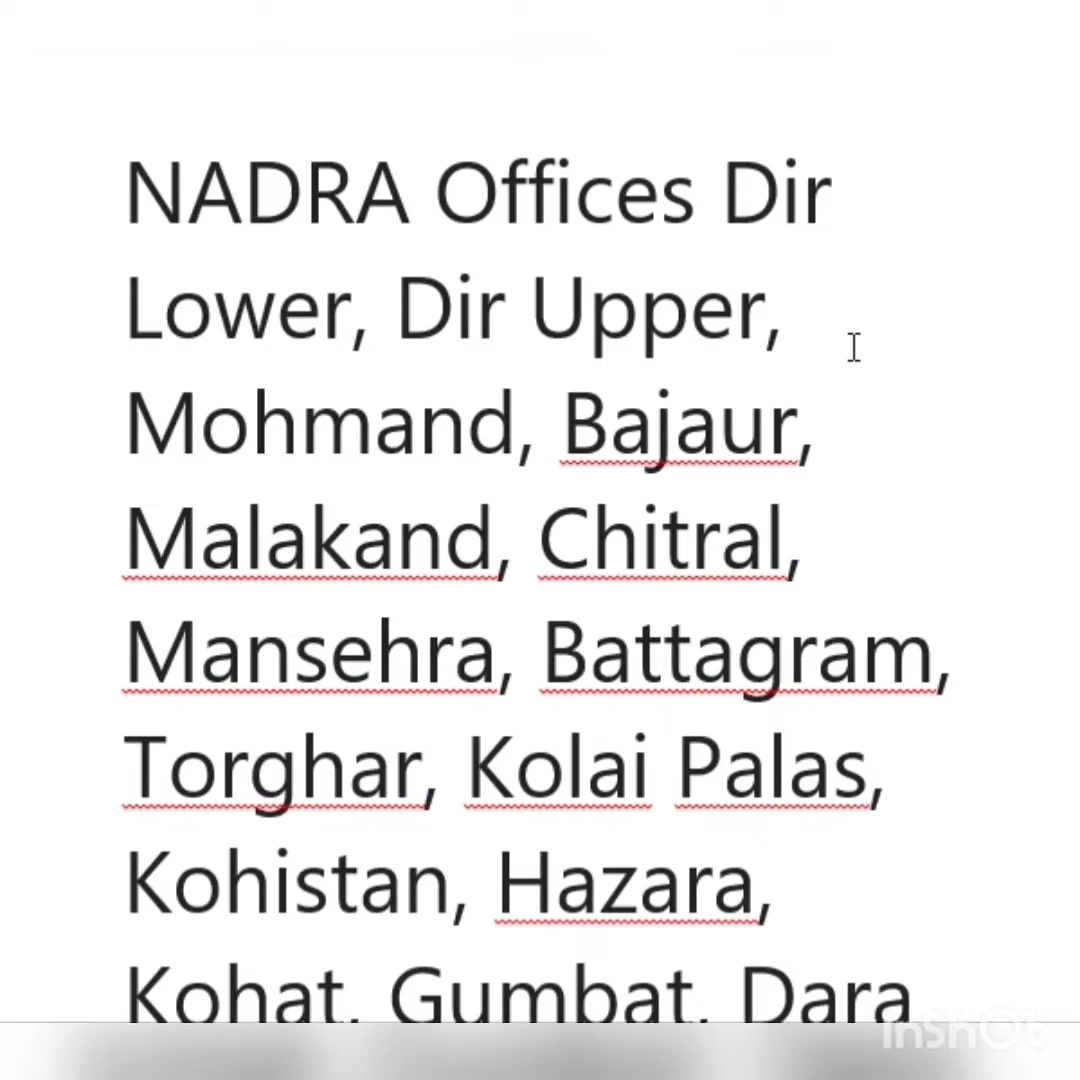 NADRA Offices Dir
Lower, Dir Upper,
Mohmand, Bajaur,
Malakand, Chitral,
Mansehra, Battagram,
Torghar, Kolai Palas,
Kohistan, Hazara,
Kohat, Gumbat, Dara
InShOt